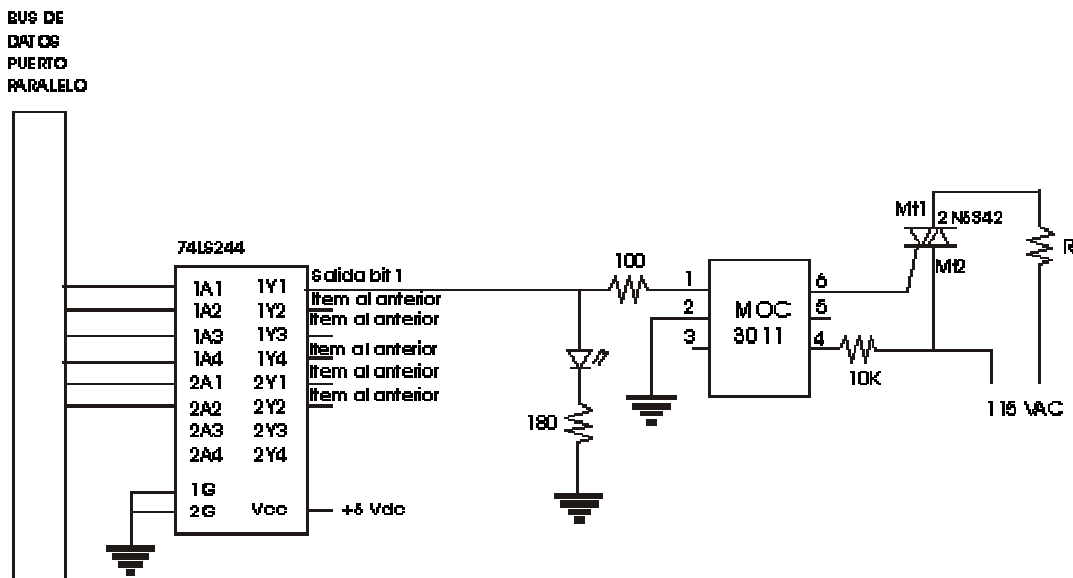 BUS DE
DATOS
PUERTO
PARALELO
74LS244
1A1 1Y1
1A2 1Y2
1A3 1Y3
1A4 1Y4
2A1 2Y1
2A2 2Y2
2A3 2Y3
2A4 2Y4
1G
2G Vcc
+5 Vdc
Salida bit 1
Item al anterior
Item al anterior
Item al anterior
Item al anterior
Item al anterior
180
100
1
2
3
MOC
3011
6
5
4
10K
Mt1
2N5342
Mt2
R
115 VAC